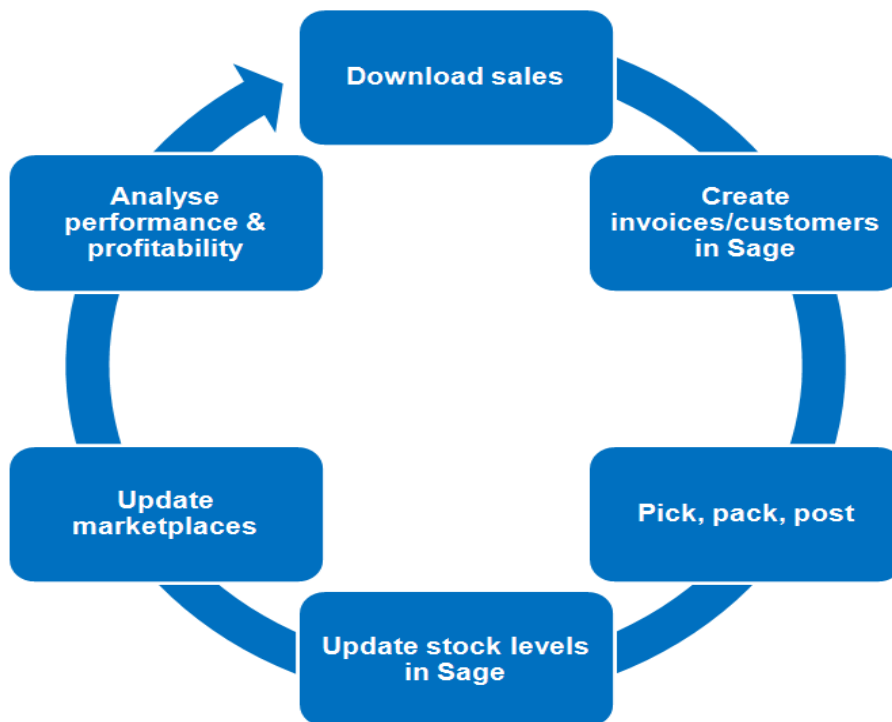 Download sales
Create
invoices/customers
in Sage
Pick, pack, post
Update stock levels
in Sage
Update
marketplaces
Analyse
performance &
profitability